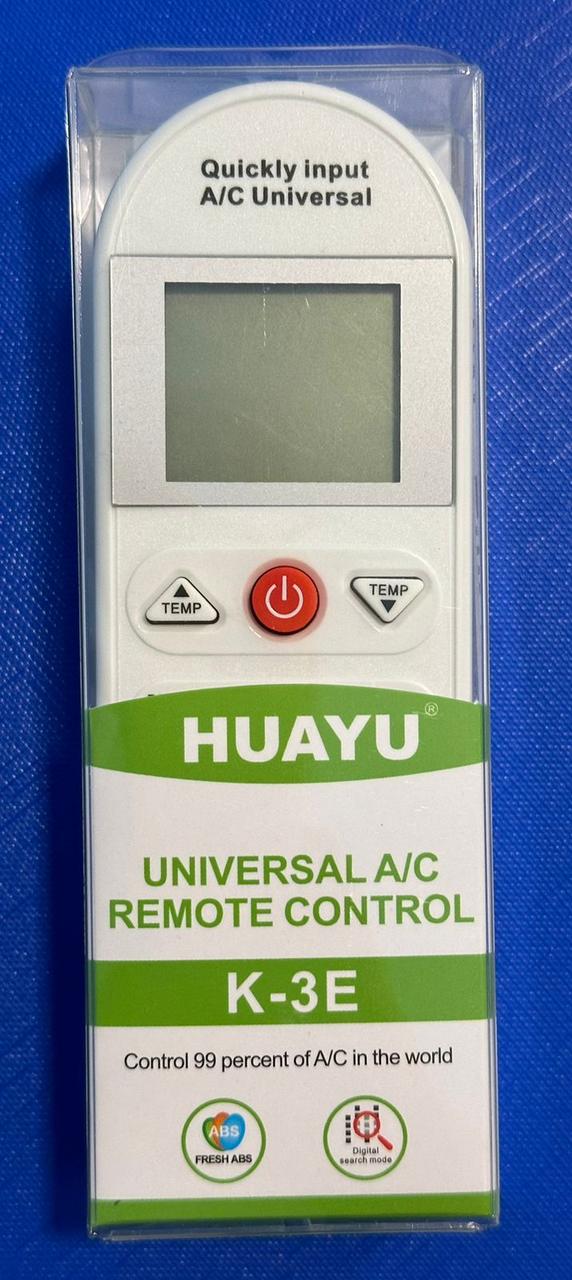 Quickly input
A/C Universal
▲
TEMP
TEMP
▼
HUAYU®
UNIVERSAL A/C
REMOTE CONTROL
K-3E
Control 99 percent of A/C in the world
ABS
FRESH ABS
Digital
search mode